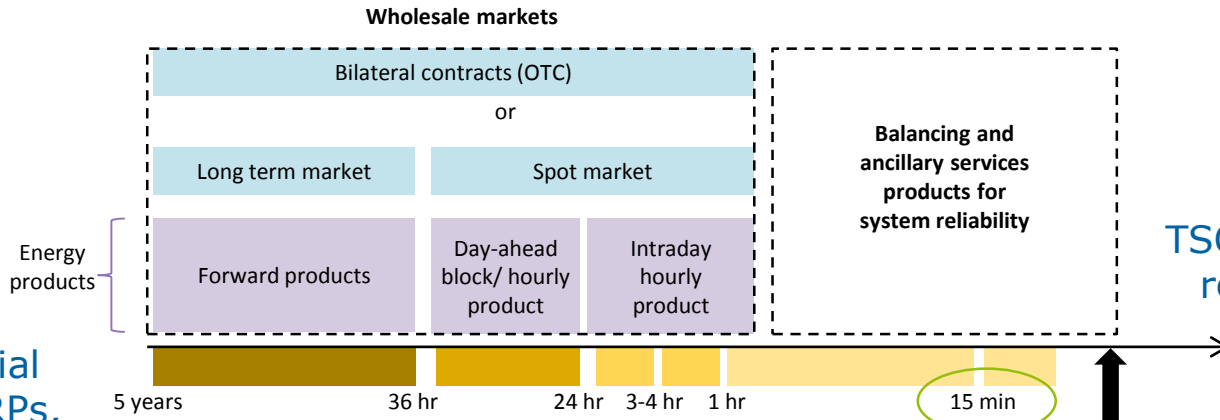 Wholesale markets
Bilateral contracts (OTC)
or
Long term market
Spot market
Energy
products
Forward products
Day-ahead
block/ hourly
product
Intraday
hourly
product
Balancing and
ancillary services
products for
system reliability
5 years
36 hr
24 hr
3-4 hr
1 hr
15 min